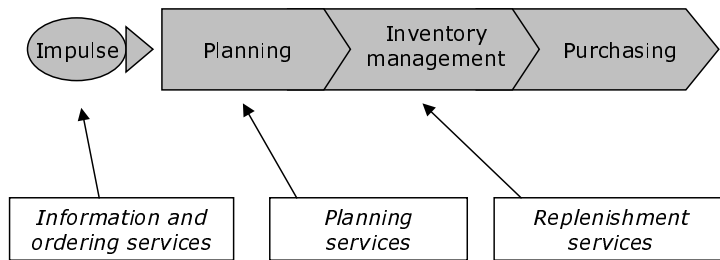 Impulse
Planning
Inventory
management
Purchasing
Information and
ordering services
Planning
services
Replenishment
services